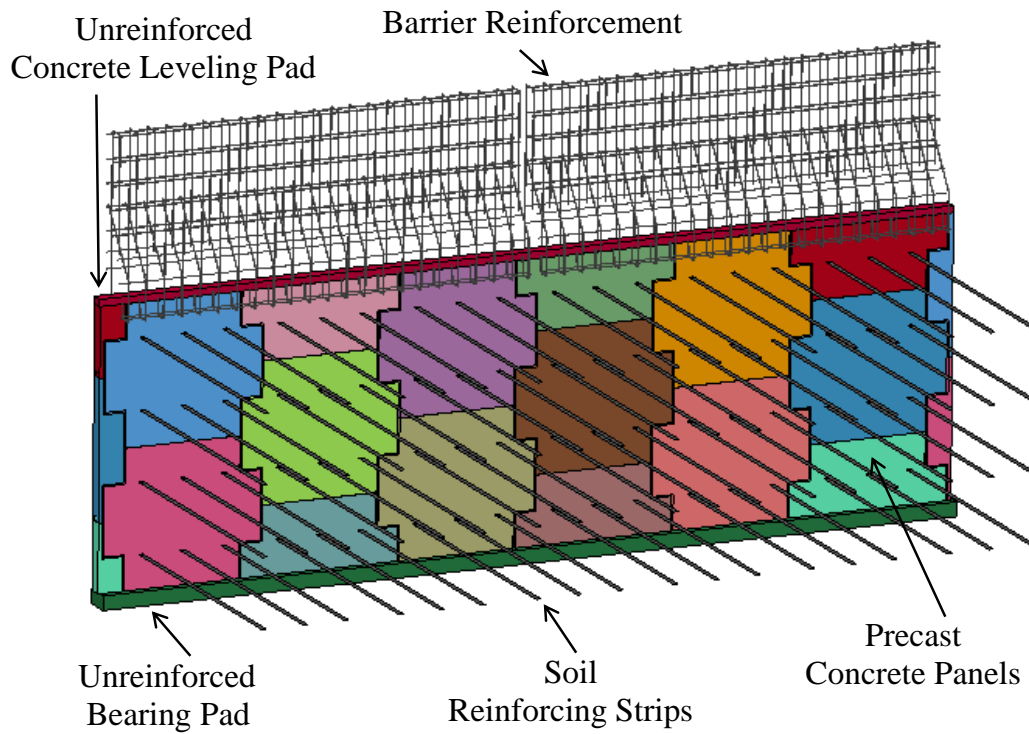 Unreinforced
Concrete Leveling Pad
Barrier Reinforcement
Unreinforced
Bearing Pad
Soil
Reinforcing Strips
Precast
Concrete Panels